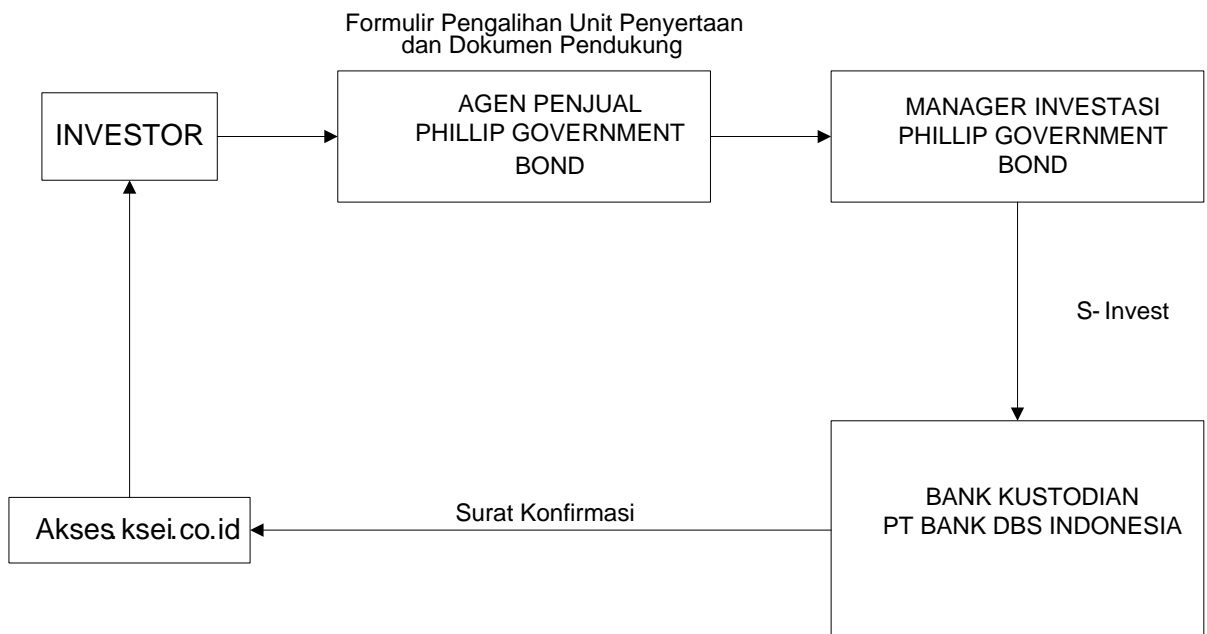 Formulir Pengalihan Unit Penyertaan
dan Dokumen Pendukung
INVESTOR
AGEN PENJUAL
PHILLIP GOVERNMENT
BOND
MANAGER INVESTASI
PHILLIP GOVERNMENT
BOND
S- Invest
BANK KUSTODIAN
PT BANK DBS INDONESIA
Surat Konfirmasi
Akses.ksei.co.id